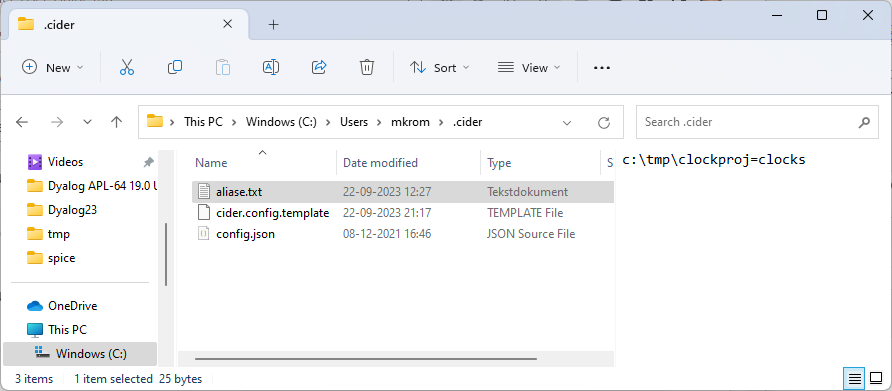 .cider
New
Sort
View
This PC
Windows (C:)
Users
mkrom
.cider
Search .cider
Videos
Dyalog APL-64 19.0 U
Dyalog23
tmp
spice
OneDrive
This PC
Windows (C:)
Name Date modified Type S
aliase.txt 22-09-2023 12:27 Tekstdokument
cider.config.template 22-09-2023 21:17 TEMPLATE File
config.json 08-12-2021 16:46 JSON Source File
c:\tmp\clockproj=clocks
3 items 1 item selected 25 bytes